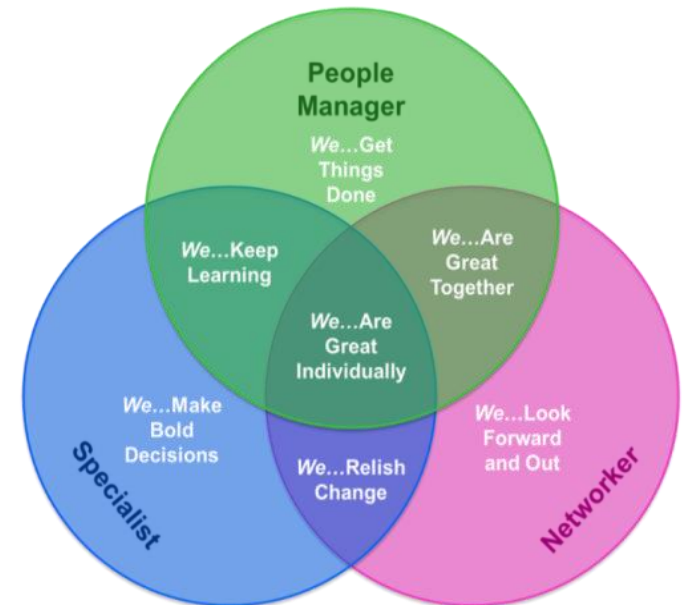 People
Manager
We...Get
Things
Done
We...Keep
Learning
We...Are
Great
Together
We...Are
Great
Individually
We...Make
Bold
Decisions
We...Look
Forward
and Out
We...Relish
Change
Specialist
Networker